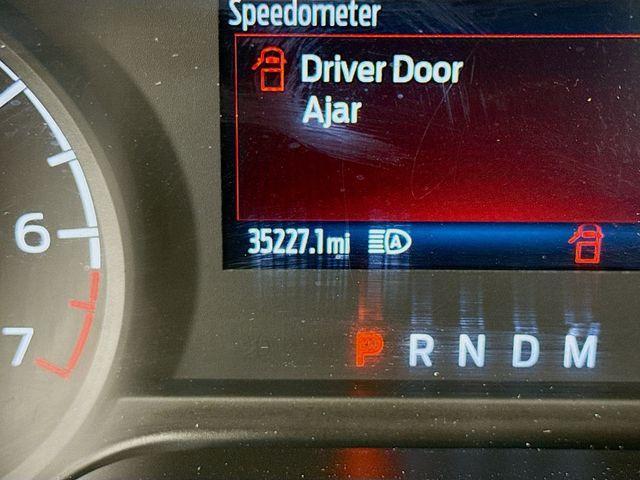 Speedometer
Driver Door
Ajar
35227.1mi A
6
7
P R N D M